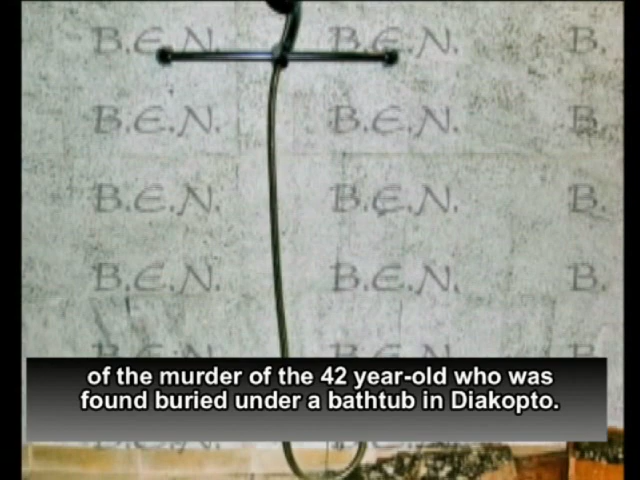 B.E.N. B.E.N. B.
B.E.N. B.E.N. B.
B.E.N. B.E.N. B.
B.E.N. B.E.N. B.
of the murder of the 42 year-old who was
found buried under a bathtub in Diakopto.